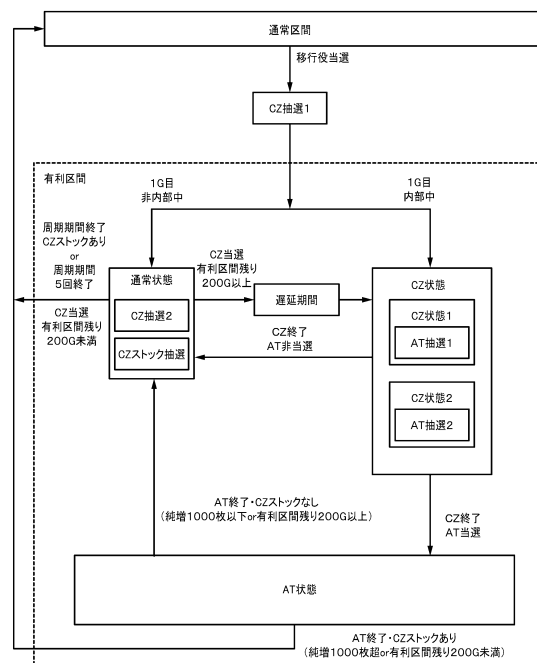 通常区間
移行役当選
CZ抽選1
有利区間
1G目
非内部中
1G目
内部中
周期期間終了
CZストックあり
or
周期期間
5回終了
CZ当選
有利区間残り
200G未満
通常状態
CZ抽選2
CZストック抽選
CZ当選
有利区間残り
200G以上
遅延期間
CZ終了
AT非当選
CZ状態
CZ状態1
AT抽選1
CZ状態2
AT抽選2
AT終了・CZストックなし
(純増1000枚以下or有利区間残り200G以上)
CZ終了
AT当選
AT状態
AT終了・CZストックあり
(純増1000枚超or有利区間残り200G未満)